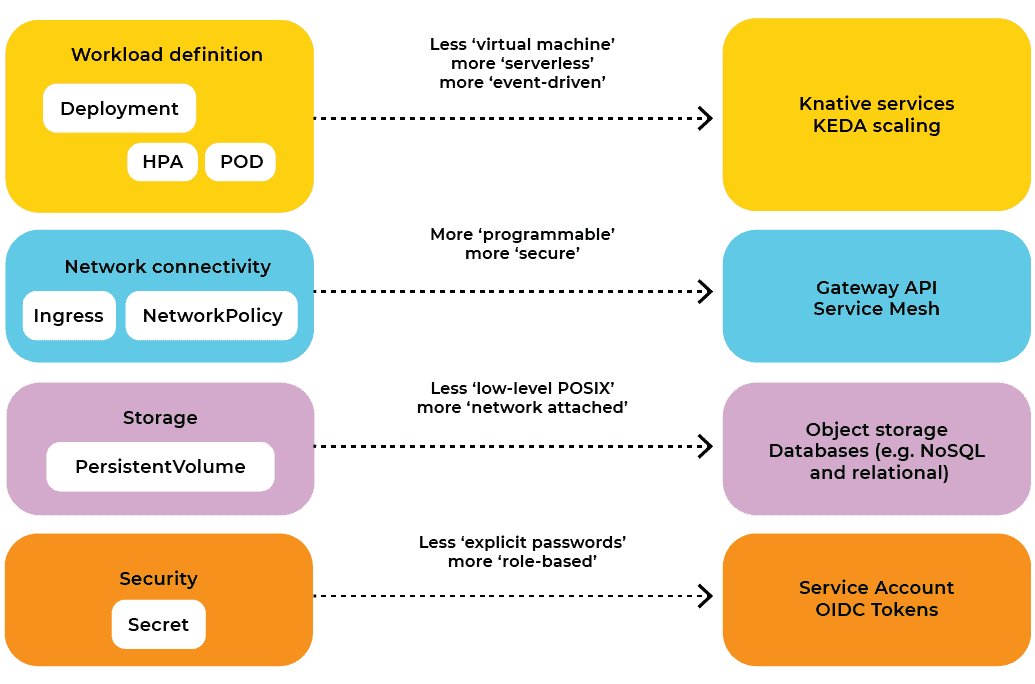 Workload definition
Deployment
HPA
POD
Less ‘virtual machine’
more ‘serverless’
more ‘event-driven’
Knative services
KEDA scaling
Network connectivity
Ingress
NetworkPolicy
More ‘programmable’
more ‘secure’
Gateway API
Service Mesh
Storage
PersistentVolume
Less ‘low-level POSIX’
more ‘network attached’
Object storage
Databases (e.g. NoSQL
and relational)
Security
Secret
Less ‘explicit passwords’
more ‘role-based’
Service Account
OIDC Tokens